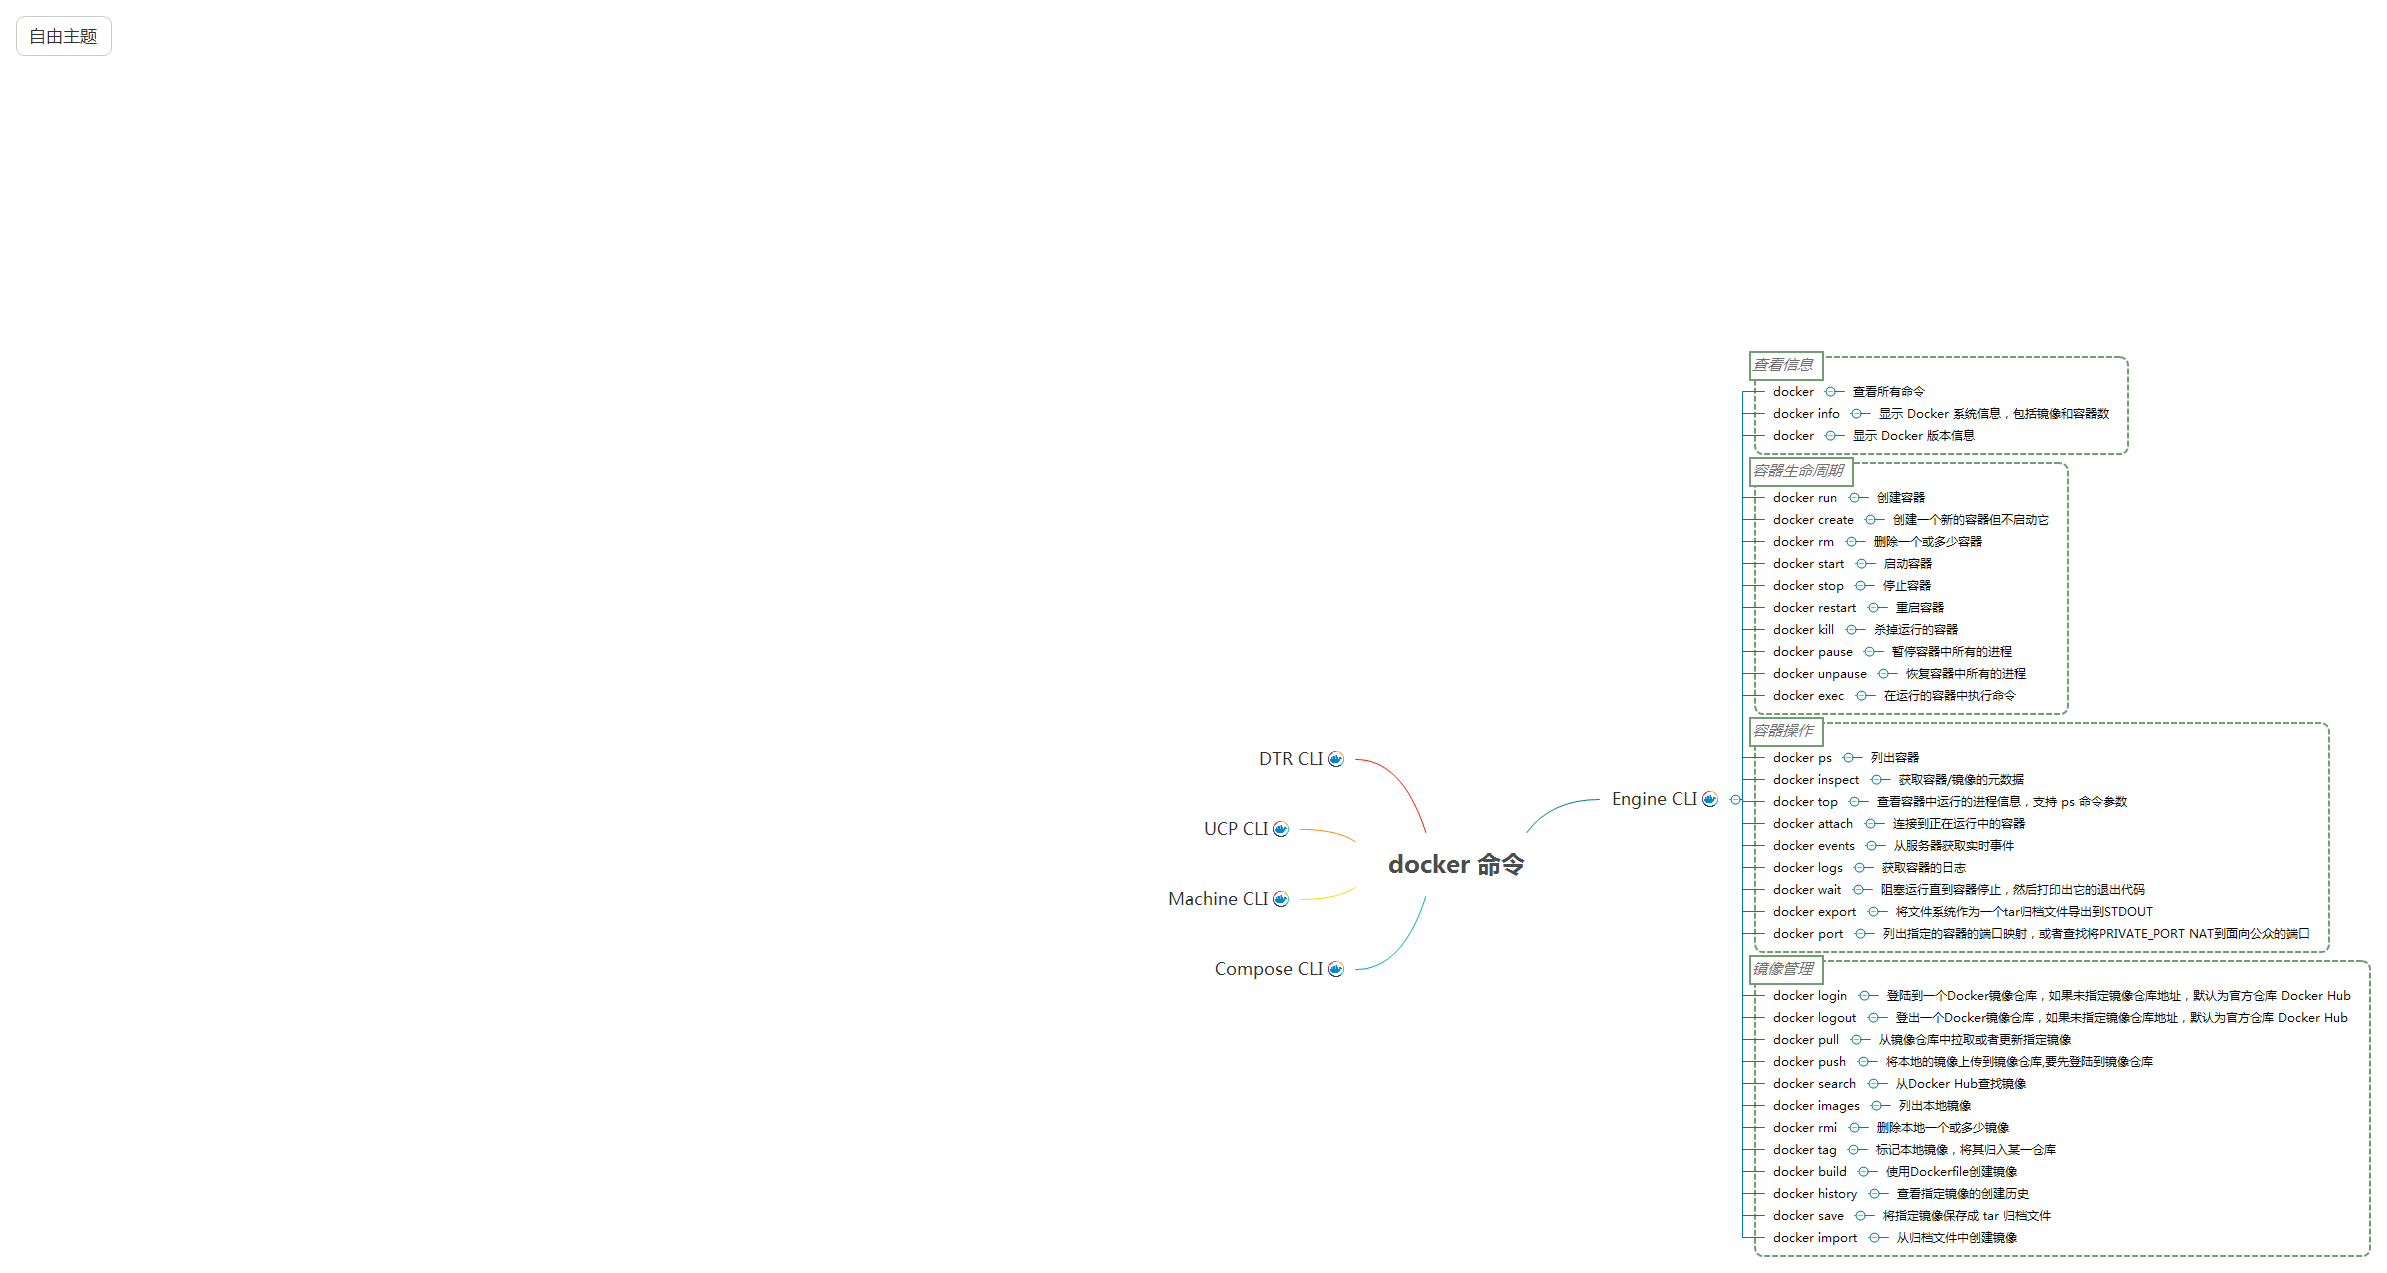 自由主题
查看信息
docker 查看所有命令
docker info 显示 Docker 系统信息，包括镜像和容器数
docker 显示 Docker 版本信息
容器生命周期
docker run 创建容器
docker create 创建一个新的容器但不启动它
docker rm 删除一个或多少容器
docker start 启动容器
docker stop 停止容器
docker restart 重启容器
docker kill 杀掉运行的容器
docker pause 暂停容器中所有的进程
docker unpause 恢复容器中所有的进程
docker exec 在运行的容器中执行命令
容器操作
docker ps 列出容器
docker inspect 获取容器/镜像的元数据
docker top 查看容器中运行的进程信息，支持 ps 命令参数
docker attach 连接到正在运行中的容器
docker events 从服务器获取实时事件
docker logs 获取容器的日志
docker wait 阻塞运行直到容器停止，然后打印出它的退出代码
docker export 将文件系统作为一个tar归档文件导出到STDOUT
docker port 列出指定的容器的端口映射，或者查找将PRIVATE_PORT NAT到面向公众的端口
镜像管理
docker login 登陆到一个Docker镜像仓库，如果未指定镜像仓库地址，默认为官方仓库 Docker Hub
docker logout 登出一个Docker镜像仓库，如果未指定镜像仓库地址，默认为官方仓库 Docker Hub
docker pull 从镜像仓库中拉取或者更新指定镜像
docker push 将本地的镜像上传到镜像仓库,要先登陆到镜像仓库
docker search 从Docker Hub查找镜像
docker images 列出本地镜像
docker rmi 删除本地一个或多少镜像
docker tag 标记本地镜像，将其归入某一仓库
docker build 使用Dockerfile创建镜像
docker history 查看指定镜像的创建历史
docker save 将指定镜像保存成 tar 归档文件
docker import 从归档文件中创建镜像
Engine CLI
docker 命令
DTR CLI
UCP CLI
Machine CLI
Compose CLI